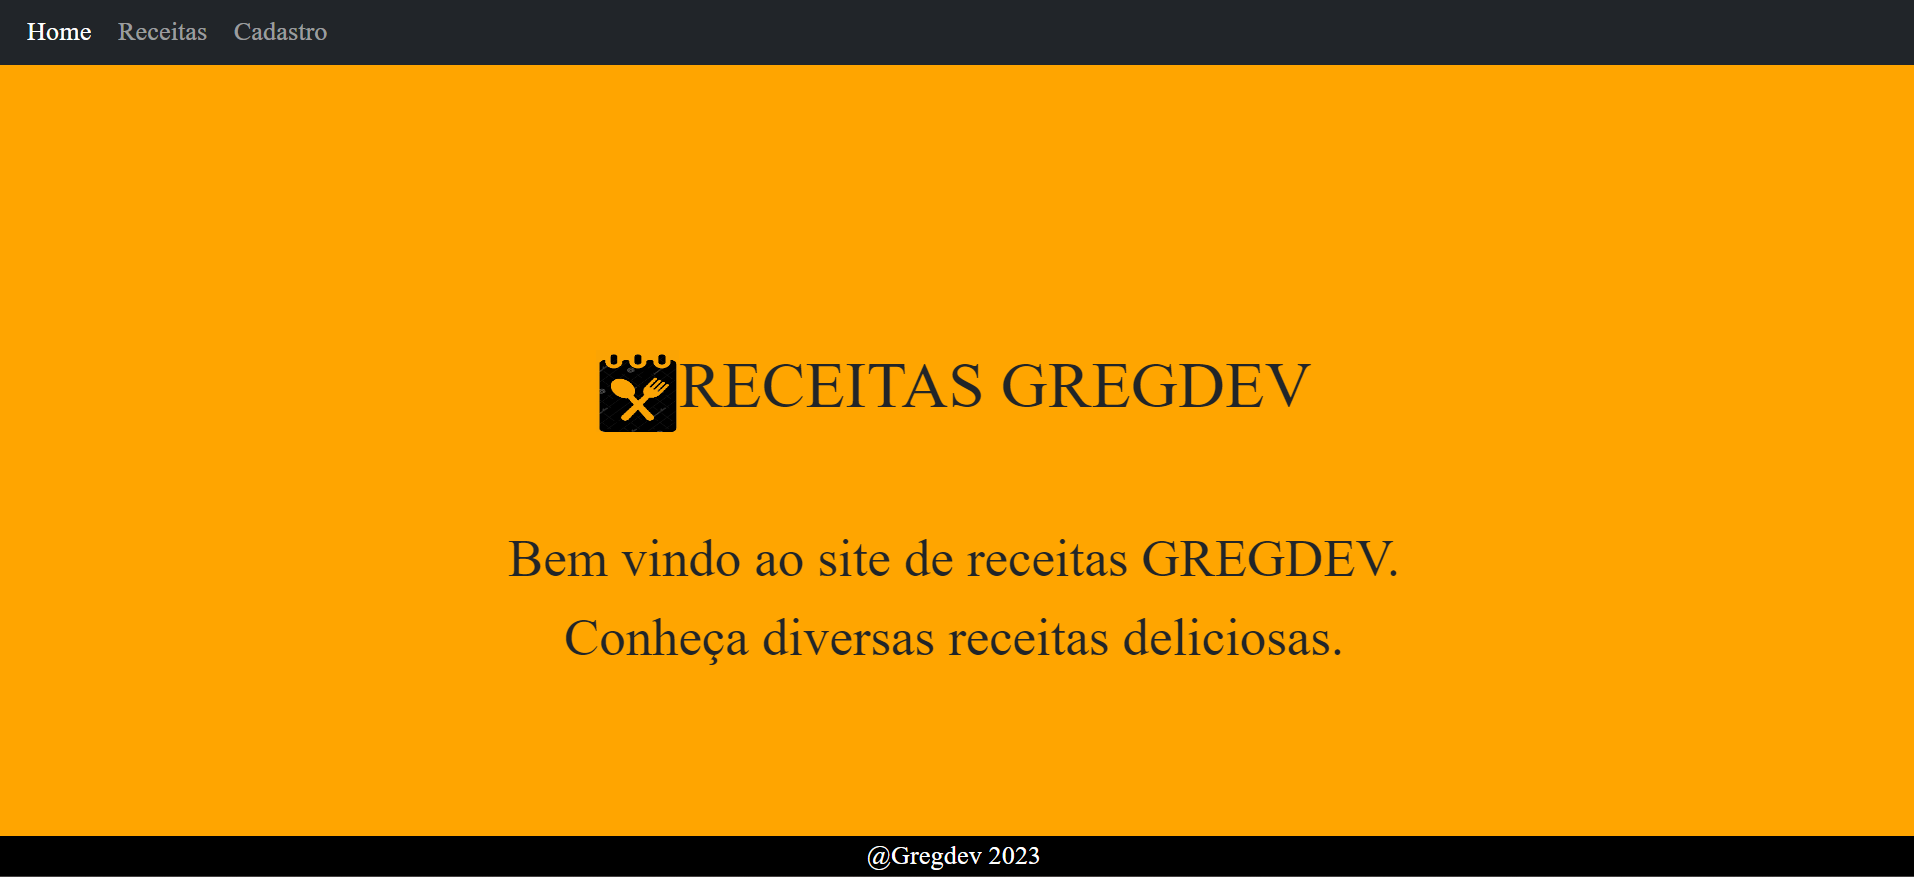 Home Receitas Cadastro
RECEITAS GREGDEV
Bem vindo ao site de receitas GREGDEV.
Conheça diversas receitas deliciosas.
@Gregdev 2023